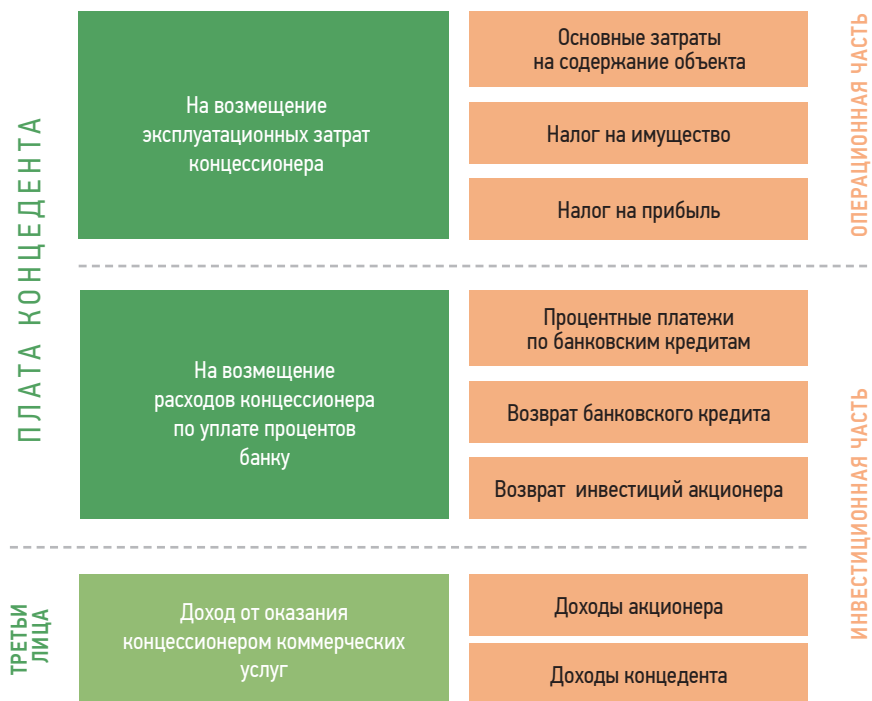 ПЛАТА КОНЦЕДЕНТА
На возмещение
эксплуатационных затрат
концессионера
Основные затраты
на содержание объекта
Налог на имущество
Налог на прибыль
ОПЕРАЦИОННАЯ ЧАСТЬ
На возмещение
расходов концессионера
по уплате процентов
банку
Процентные платежи
по банковским кредитам
Возврат банковского кредита
Возврат инвестиций акционера
ИНВЕСТИЦИОННАЯ ЧАСТЬ
ТРЕТЬИ
ЛИЦА
Доход от оказания
концессионером коммерческих
услуг
Доходы акционера
Доходы концедента